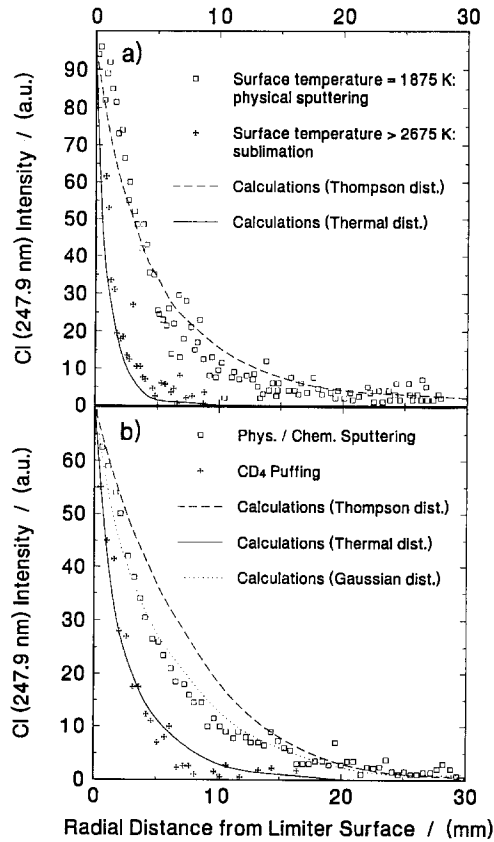 0 10 20 30
a)
90
80
70
60
50
40
30
20
10
0
CI (247.9 nm) Intensity / (a.u.)
Surface temperature = 1875 K:
physical sputtering
Surface temperature > 2675 K:
sublimation
Calculations (Thompson dist.)
Calculations (Thermal dist.)
b)
60
50
40
30
20
10
0
CI (247.9 nm) Intensity / (a.u.)
Phys. / Chem. Sputtering
CD4 Puffing
Calculations (Thompson dist.)
Calculations (Thermal dist.)
Calculations (Gaussian dist.)
0 10 20 30
Radial Distance from Limiter Surface / (mm)